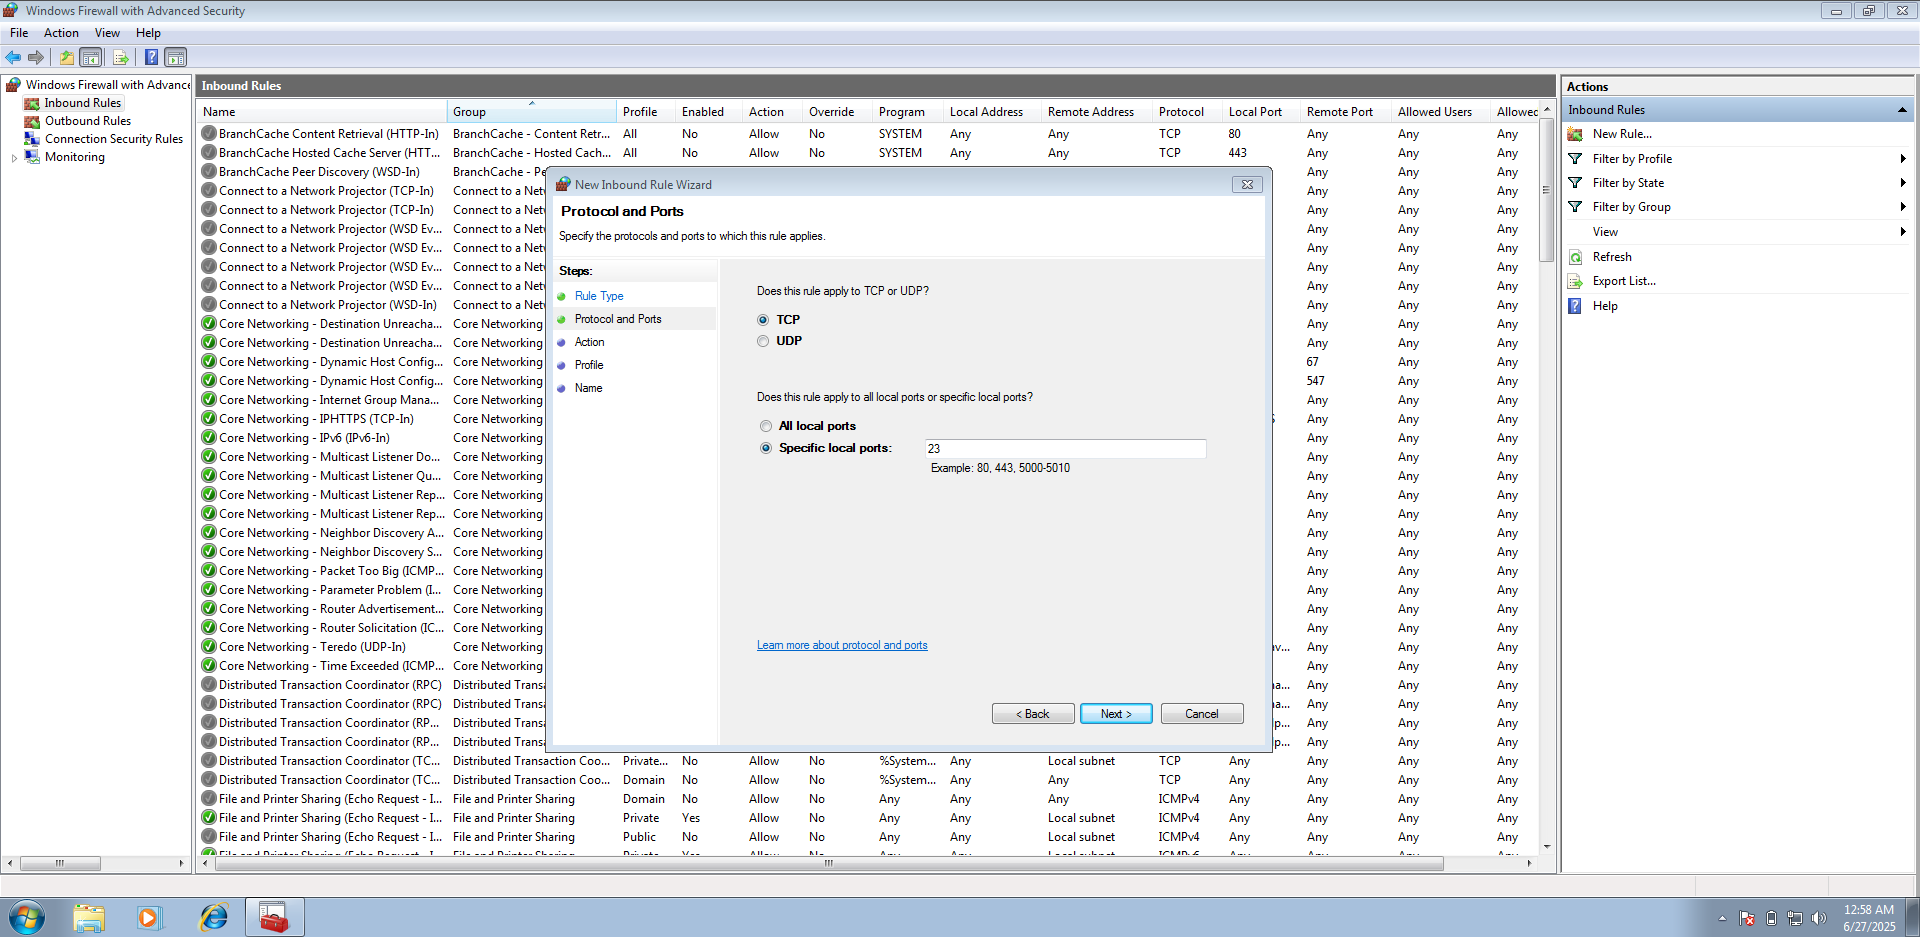 Windows Firewall with Advanced Security
File Action View Help
Windows Firewall with Advance
Inbound Rules
Outbound Rules
Connection Security Rules
Monitoring
Inbound Rules
Name Group Profile Enabled Action Override Program Local Address Remote Address Protocol Local Port Remote Port Allowed Users Allowed
BranchCache Content Retrieval (HTTP-In) BranchCache - Content Retr... All No Allow No SYSTEM Any Any TCP 80 Any Any Any
BranchCache Hosted Cache Server (HTT... BranchCache - Hosted Cach... All No Allow No SYSTEM Any Any TCP 443 Any Any Any
BranchCache Peer Discovery (WSD-In) BranchCache - Pe Any Any Any
Connect to a Network Projector (TCP-In) Connect to a Net Any Any Any
Connect to a Network Projector (TCP-In) Connect to a Net Any Any Any
Connect to a Network Projector (WSD Ev... Connect to a Net Any Any Any
Connect to a Network Projector (WSD Ev... Connect to a Net Any Any Any
Connect to a Network Projector (WSD Ev... Connect to a Net Any Any Any
Connect to a Network Projector (WSD Ev... Connect to a Net Any Any Any
Connect to a Network Projector (WSD-In) Connect to a Net Any Any Any
Core Networking - Destination Unreacha... Core Networking Any Any Any
Core Networking - Destination Unreacha... Core Networking Any Any Any
Core Networking - Dynamic Host Config... Core Networking 67 Any Any
Core Networking - Dynamic Host Config... Core Networking 547 Any Any
Core Networking - Internet Group Mana... Core Networking Any Any Any
Core Networking - IPHTTPS (TCP-In) Core Networking Any Any Any
Core Networking - IPv6 (IPv6-In) Core Networking Any Any Any
Core Networking - Multicast Listener Do... Core Networking Any Any Any
Core Networking - Multicast Listener Qu... Core Networking Any Any Any
Core Networking - Multicast Listener Rep... Core Networking Any Any Any
Core Networking - Multicast Listener Rep... Core Networking Any Any Any
Core Networking - Neighbor Discovery A... Core Networking Any Any Any
Core Networking - Neighbor Discovery S... Core Networking Any Any Any
Core Networking - Packet Too Big (ICMP... Core Networking Any Any Any
Core Networking - Parameter Problem (I... Core Networking Any Any Any
Core Networking - Router Advertisement... Core Networking Any Any Any
Core Networking - Router Solicitation (IC... Core Networking Any Any Any
Core Networking - Teredo (UDP-In) Core Networking Any Any Any
Core Networking - Time Exceeded (ICMP... Core Networking Any Any Any
Distributed Transaction Coordinator (RPC) Distributed Transa Any Any Any
Distributed Transaction Coordinator (RPC) Distributed Transa Any Any Any
Distributed Transaction Coordinator (RP... Distributed Transa Any Any Any
Distributed Transaction Coordinator (RP... Distributed Transa Any Any Any
Distributed Transaction Coordinator (TC... Distributed Transaction Coo... Private... No Allow No %System... Any Local subnet TCP Any Any Any Any
Distributed Transaction Coordinator (TC... Distributed Transaction Coo... Domain No Allow No %System... Any Any TCP Any Any Any Any
File and Printer Sharing (Echo Request - I... File and Printer Sharing Domain No Allow No Any Any Any ICMPv4 Any Any Any Any
File and Printer Sharing (Echo Request - I... File and Printer Sharing Private Yes Allow No Any Any Local subnet ICMPv4 Any Any Any Any
File and Printer Sharing (Echo Request - I... File and Printer Sharing Public No Allow No Any Any Local subnet ICMPv4 Any Any Any Any
New Inbound Rule Wizard
Protocol and Ports
Specify the protocols and ports to which this rule applies.
Steps:
Rule Type
Protocol and Ports
Action
Profile
Name
Does this rule apply to TCP or UDP?
TCP
UDP
Does this rule apply to all local ports or specific local ports?
All local ports
Specific local ports: 23
Example: 80, 443, 5000-5010
Learn more about protocol and ports
< Back Next > Cancel
Actions
Inbound Rules
New Rule...
Filter by Profile
Filter by State
Filter by Group
View
Refresh
Export List...
Help
12:58 AM
6/27/2025